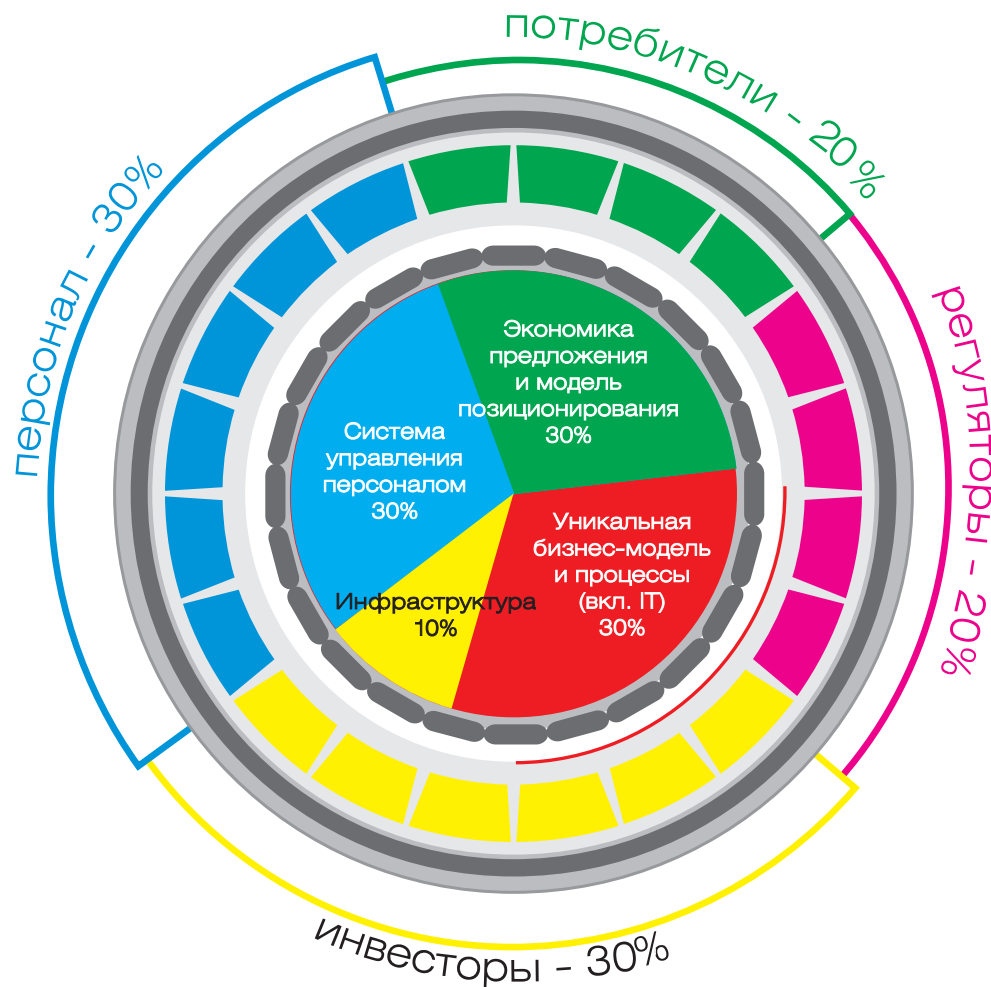 потребители - 20%
персонал - 30%
регуляторы - 20%
Экономика
предложения
и модель
позиционирования
30%
Система
управления
персоналом
30%
Уникальная
бизнес-модель
и процессы
(вкл. IT)
30%
Инфраструктура
10%
инвесторы - 30%